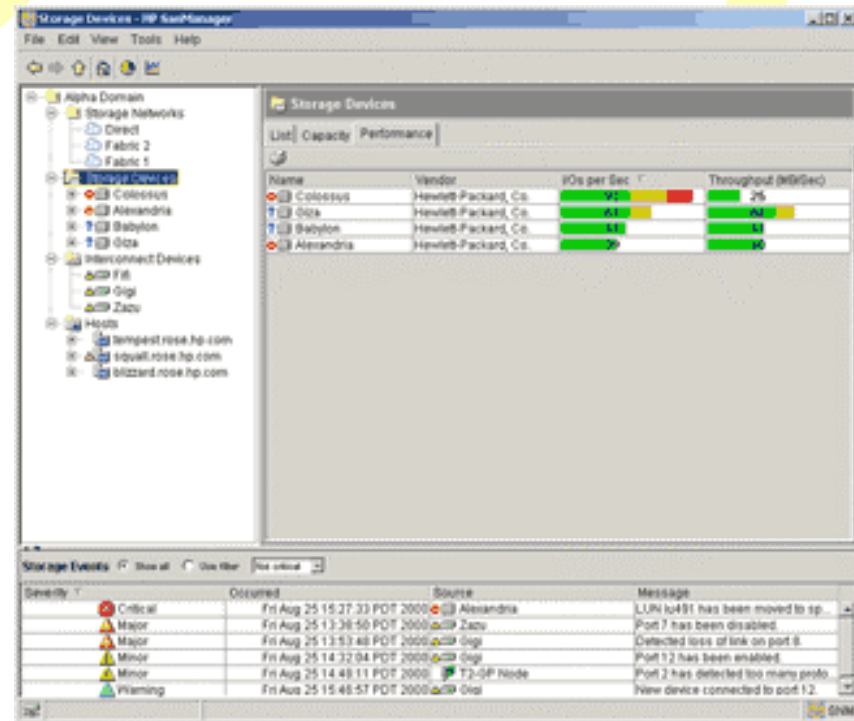 Storage Devices - HP SanManager
File Edit View Tools Help
Alpha Domain
Storage Networks
Direct
Fabric 2
Fabric 1
Storage Devices
Colossus
Alexandria
Babylon
Giza
Interconnect Devices
Fifi
Gigi
Zazu
Hosts
tempest.rose.hp.com
squall.rose.hp.com
blizzard.rose.hp.com
Storage Devices
List Capacity Performance
Name Vendor I/Os per Sec Throughput (MB/Sec)
Colossus Hewlett-Packard, Co. 25
Giza Hewlett-Packard, Co.
Babylon Hewlett-Packard, Co.
Alexandria Hewlett-Packard, Co.
Storage Events Show all Use filter Not critical
Severity Occurred Source Message
Critical Fri Aug 25 15:27:33 PDT 2000 Alexandria LUN lu491 has been moved to sp...
Major Fri Aug 25 13:38:50 PDT 2000 Zazu Port 7 has been disabled.
Major Fri Aug 25 13:53:48 PDT 2000 Gigi Detected loss of link on port 8.
Minor Fri Aug 25 14:32:04 PDT 2000 Gigi Port 12 has been enabled.
Minor Fri Aug 25 14:48:11 PDT 2000 T2-GP Node Port 2 has detected too many proto...
Warning Fri Aug 25 15:46:57 PDT 2000 Gigi New device connected to port 12.